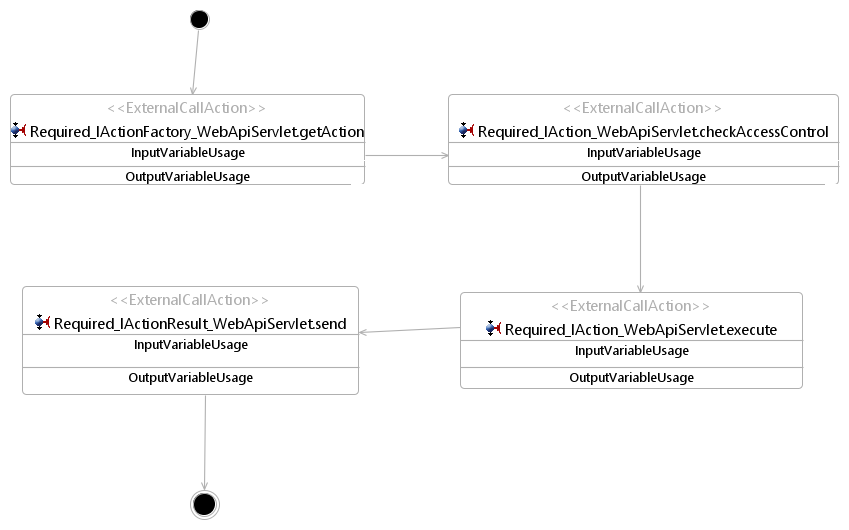 <<ExternalCallAction>>
Required_IActionFactory_WebApiServlet.getAction
InputVariableUsage
OutputVariableUsage
<<ExternalCallAction>>
Required_IAction_WebApiServlet.checkAccessControl
InputVariableUsage
OutputVariableUsage
<<ExternalCallAction>>
Required_IActionResult_WebApiServlet.send
InputVariableUsage
OutputVariableUsage
<<ExternalCallAction>>
Required_IAction_WebApiServlet.execute
InputVariableUsage
OutputVariableUsage